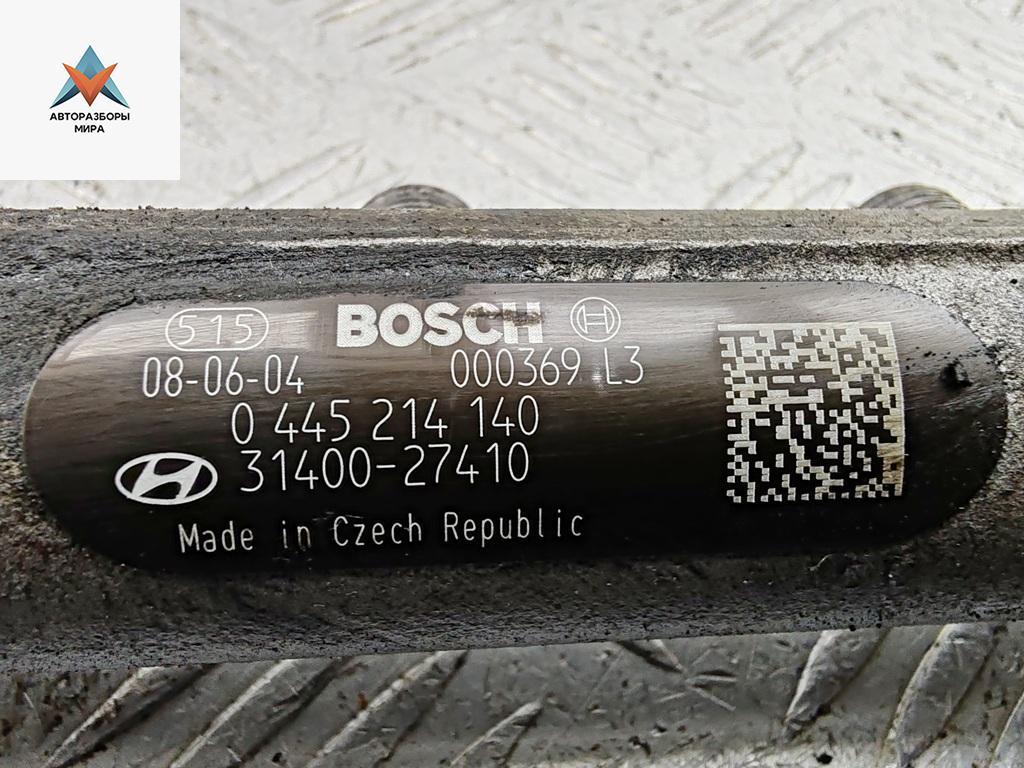 АВТОРАЗБОРЫ
МИРА
515 BOSCH
08-06-04 000369 L3
0 445 214 140
31400-27410
Made in Czech Republic